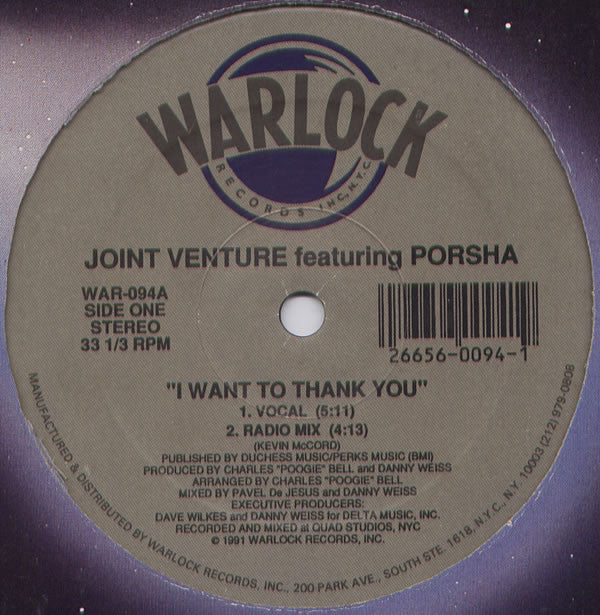 WARLOCK
RECORDS INC, N.Y.C.
JOINT VENTURE featuring PORSHA
WAR-094A
SIDE ONE
STEREO
33 1/3 RPM
26656-0094-1
"I WANT TO THANK YOU"
1. VOCAL (5:11)
2. RADIO MIX (4:13)
(KEVIN McCORD)
PUBLISHED BY DUCHESS MUSIC/PERKS MUSIC (BMI)
PRODUCED BY CHARLES "POOGIE" BELL and DANNY WEISS
ARRANGED BY CHARLES "POOGIE" BELL
MIXED BY PAVEL De JESUS and DANNY WEISS
EXECUTIVE PRODUCERS:
DAVE WILKES and DANNY WEISS for DELTA MUSIC, INC.
RECORDED AND MIXED at QUAD STUDIOS, NYC
© 1991 WARLOCK RECORDS, INC.
MANUFACTURED & DISTRIBUTED BY WARLOCK RECORDS, INC., 200 PARK AVE., SOUTH STE. 1618, N.Y.C., N.Y. 10003 (212) 979-0808